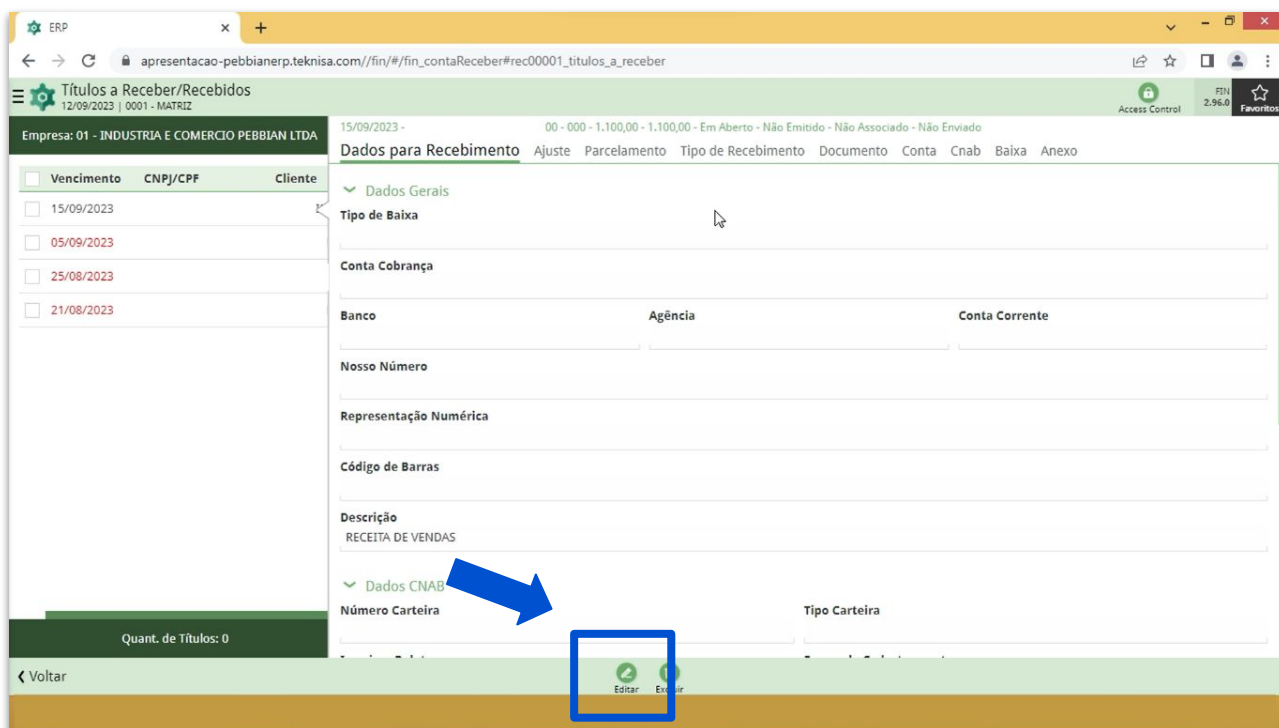 ERP
apresentacao-pebbianerp.teknisa.com//fin/#/fin_contaReceber#rec00001_titulos_a_receber
Títulos a Receber/Recebidos
12/09/2023 | 0001 - MATRIZ
Access Control
FIN
2.96.0
Favoritos
Empresa: 01 - INDUSTRIA E COMERCIO PEBBIAN LTDA
Vencimento CNPJ/CPF Cliente
15/09/2023
05/09/2023
25/08/2023
21/08/2023
Quant. de Títulos: 0
15/09/2023 - 00 - 000 - 1.100,00 - 1.100,00 - Em Aberto - Não Emitido - Não Associado - Não Enviado
Dados para Recebimento Ajuste Parcelamento Tipo de Recebimento Documento Conta Cnab Baixa Anexo
Dados Gerais
Tipo de Baixa
Conta Cobrança
Banco Agência Conta Corrente
Nosso Número
Representação Numérica
Código de Barras
Descrição
RECEITA DE VENDAS
Dados CNAB
Número Carteira Tipo Carteira
Voltar
Editar Excluir